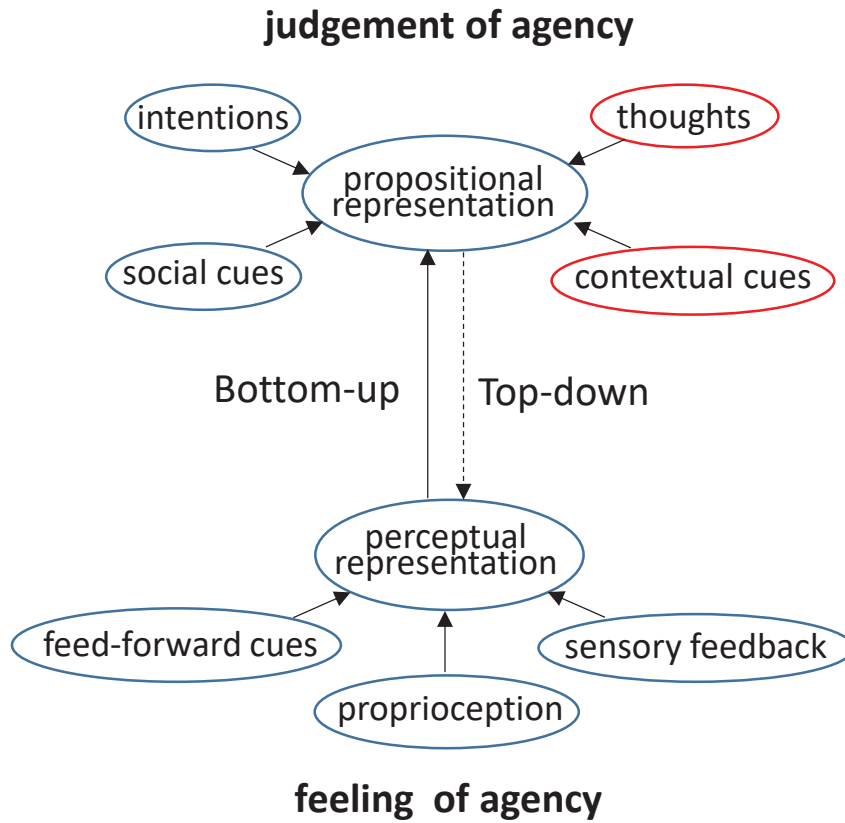 judgement of agency
intentions
thoughts
propositional
representation
social cues
contextual cues
Bottom-up
Top-down
perceptual
representation
feed-forward cues
sensory feedback
proprioception
feeling of agency